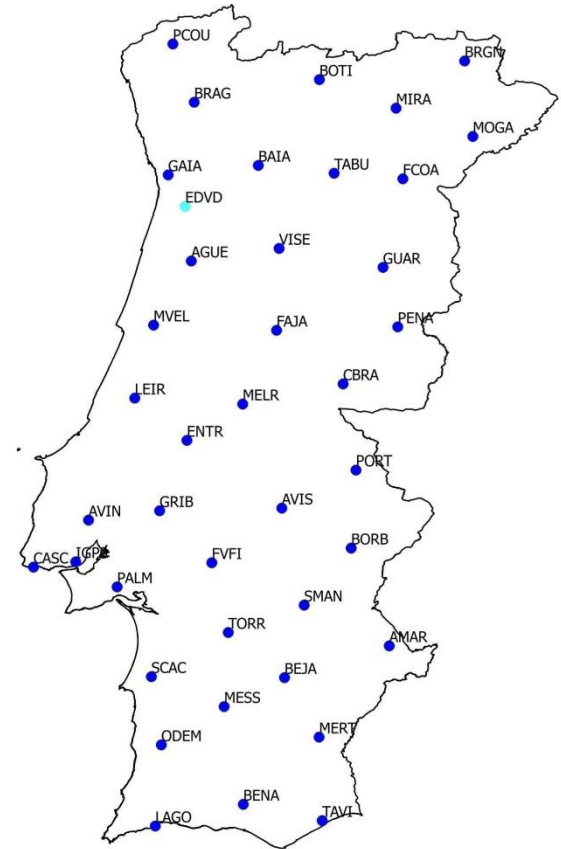 PCOU
BRGN
BOTI
BRAG
MIRA
MOGA
BAIA
TABU
GAIA
FCOA
EDVD
VISE
AGUE
GUAR
MVEL
FAJA
PENA
CBRA
LEIR
MELR
ENTR
PORT
GRIB
AVIS
AVIN
BORB
IGP
CASC
FVFI
PALM
SMAN
TORR
AMAR
SCAC
BEJA
MESS
MERT
ODEM
BENA
TAVI
LAGO